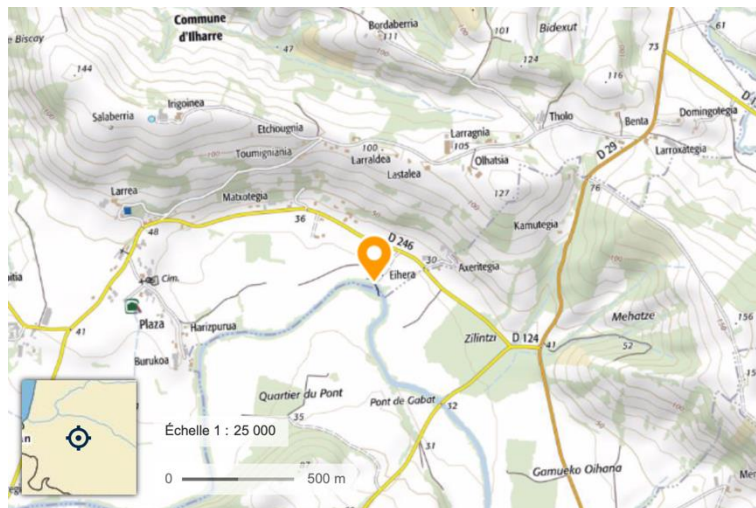 Commune
d'Ilharre
Bordaberria
111
101
Bidexut
73
61
e Biscay
47
144
124
116
D
Irigoinea
Salaberria
Tholo
Benta
Domingotegia
Etchougnia
Larragnia
100
105
Toumigniania
Larraldea
Olhatsia
D 29
Larroxategia
Lastalea
Larrea
Matxotegia
127
76
48
36
Kamutegia
D 246
30
Axeritegia
Cim.
Eihera
itia
Plaza
Harizpurua
41
Zilintzi
D 124
41
Mehatze
156
52
Burukoa
Quartier du Pont
Pont de Gabat
32
35
31
Échelle 1 : 25 000
0
500 m
Gamueko Oihana
n